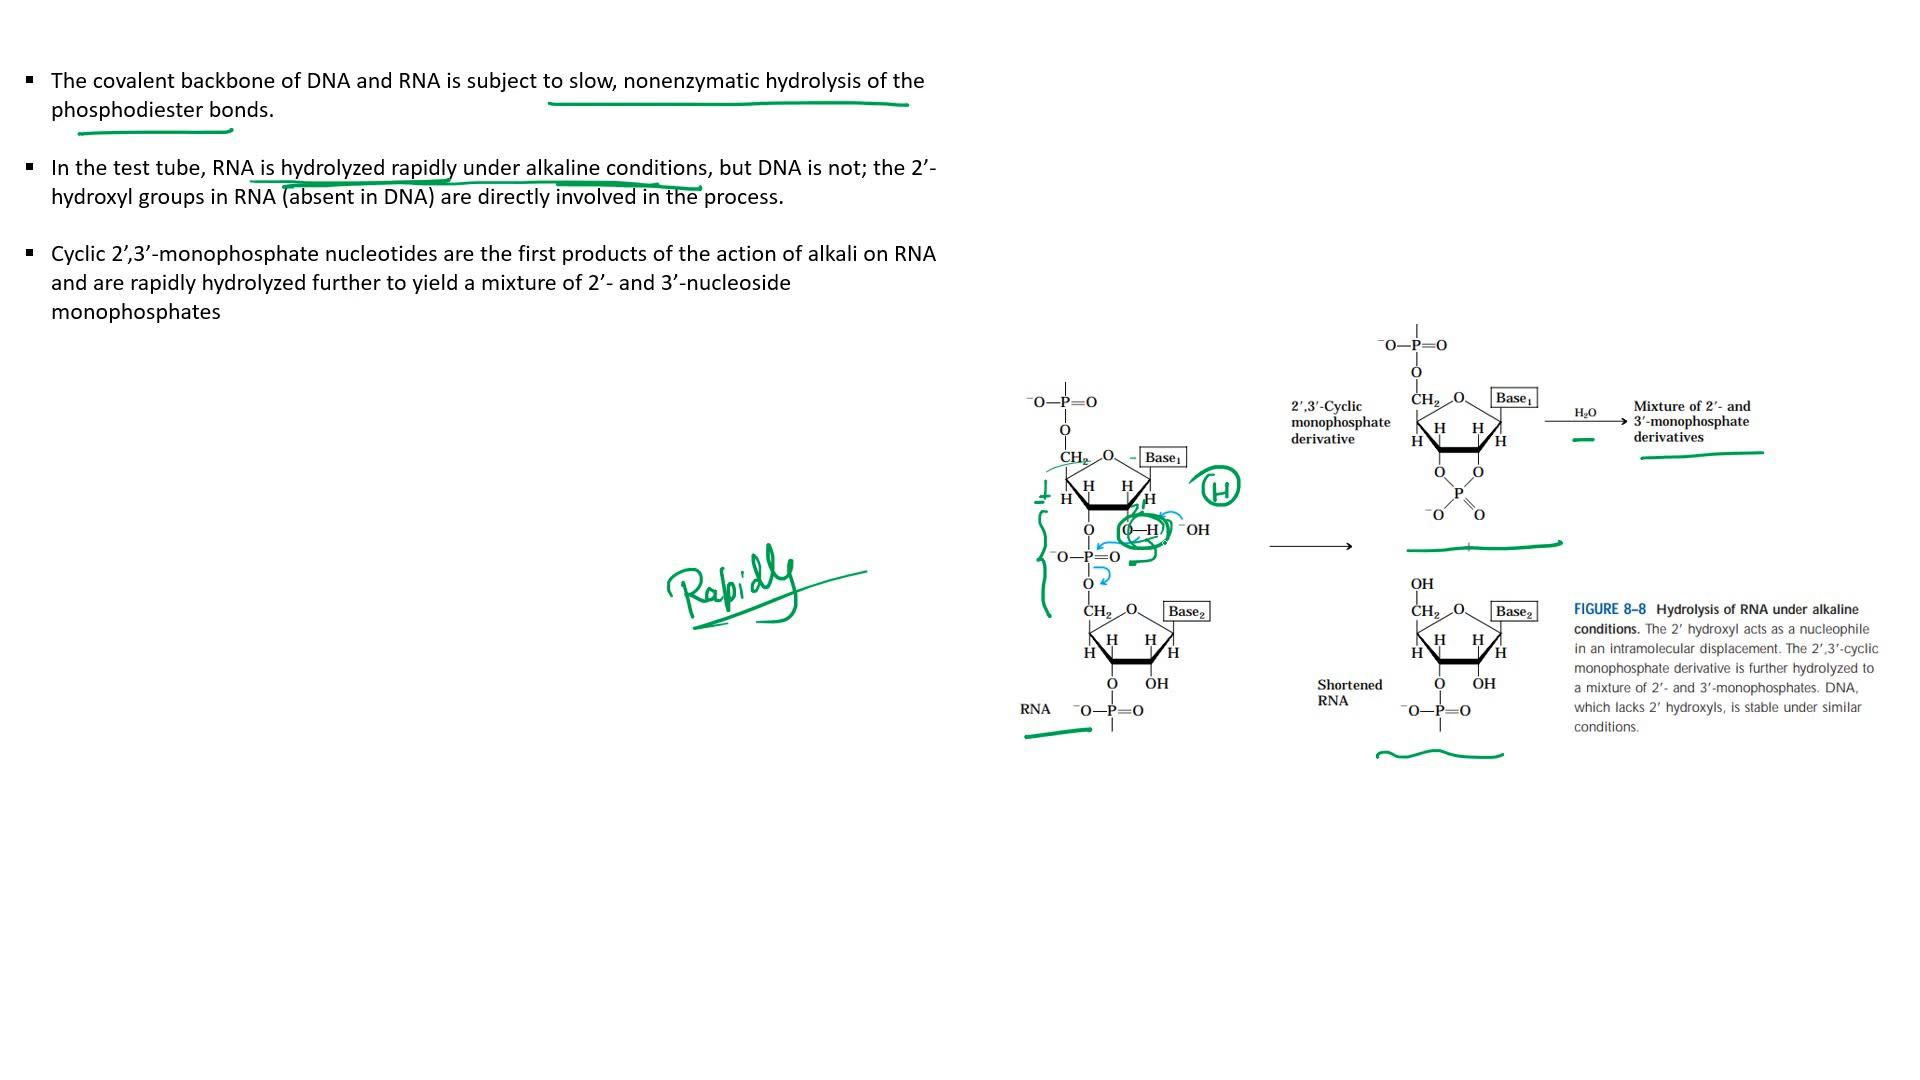 ▪ The covalent backbone of DNA and RNA is subject to slow, nonenzymatic hydrolysis of the
phosphodiester bonds.
▪ In the test tube, RNA is hydrolyzed rapidly under alkaline conditions, but DNA is not; the 2’-
hydroxyl groups in RNA (absent in DNA) are directly involved in the process.
▪ Cyclic 2’,3’-monophosphate nucleotides are the first products of the action of alkali on RNA
and are rapidly hydrolyzed further to yield a mixture of 2’- and 3’-nucleoside
monophosphates
Rapidly
⁻O—P=O
O
CH₂ O Base₁
H H
H H
H
2'
O O—H ⁻OH
⁻O—P=O
O
CH₂ O Base₂
H H
H H
O OH
RNA ⁻O—P=O
⁻O—P=O
O
CH₂ O Base₁
2′,3′-Cyclic
monophosphate
derivative
H H
H H
O O
P
⁻O O
H₂O
Mixture of 2′- and
3′-monophosphate
derivatives
+
OH
CH₂ O Base₂
H H
H H
O OH
Shortened
RNA
⁻O—P=O
FIGURE 8–8 Hydrolysis of RNA under alkaline
conditions. The 2′ hydroxyl acts as a nucleophile
in an intramolecular displacement. The 2′,3′-cyclic
monophosphate derivative is further hydrolyzed to
a mixture of 2′- and 3′-monophosphates. DNA,
which lacks 2′ hydroxyls, is stable under similar
conditions.